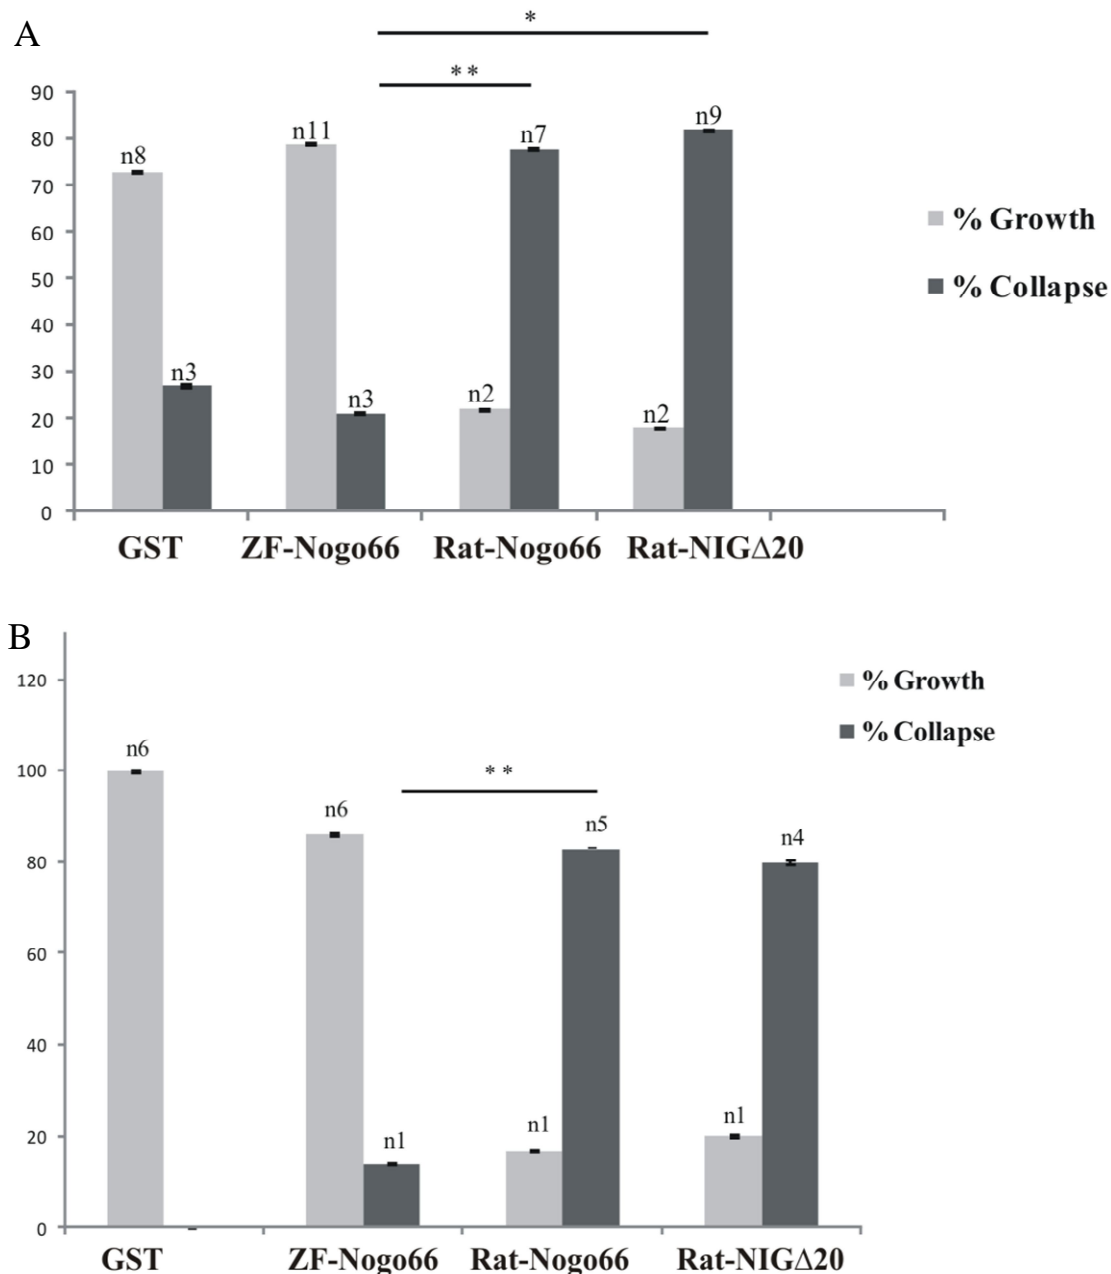 A
*
**
90
80
70
60
50
40
30
20
10
0
n8
n3
n11
n3
n2
n7
n2
n9
GST
ZF-Nogo66
Rat-Nogo66
Rat-NIGΔ20
% Growth
% Collapse
B
120
100
80
60
40
20
0
n6
n6
n1
**
n1
n5
n1
n4
GST
ZF-Nogo66
Rat-Nogo66
Rat-NIGΔ20
% Growth
% Collapse